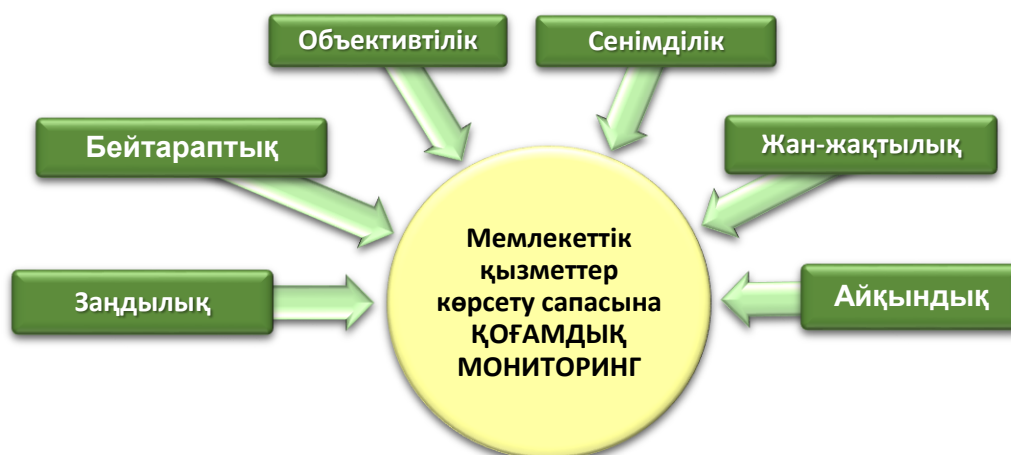 Объективтілік
Сенімділік
Бейтараптық
Жан-жақтылық
Мемлекеттік
қызметтер
көрсету сапасына
ҚОҒАМДЫҚ
МОНИТОРИНГ
Заңдылық
Айқындық